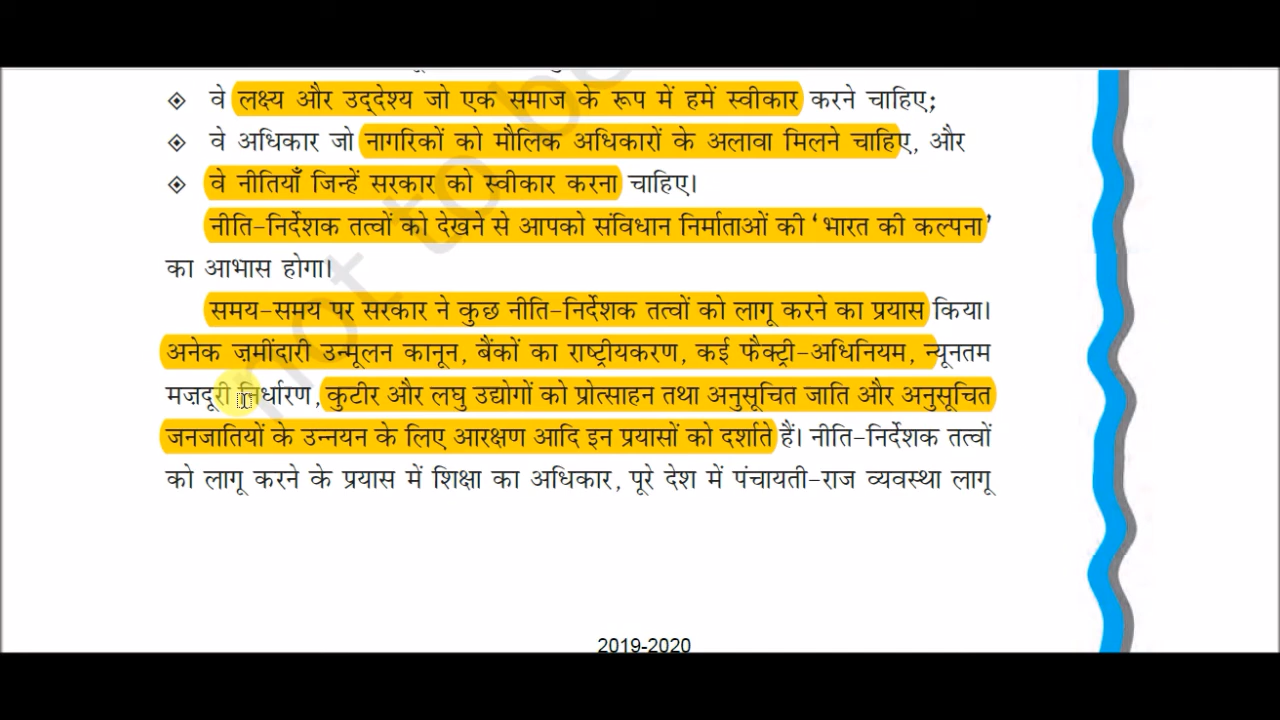 वे लक्ष्य और उद्देश्य जो एक समाज के रूप में हमें स्वीकार करने चाहिए;
वे अधिकार जो नागरिकों को मौलिक अधिकारों के अलावा मिलने चाहिए, और
वे नीतियाँ जिन्हें सरकार को स्वीकार करना चाहिए।
नीति-निर्देशक तत्वों को देखने से आपको संविधान निर्माताओं की ‘भारत की कल्पना’
का आभास होगा।
समय-समय पर सरकार ने कुछ नीति-निर्देशक तत्वों को लागू करने का प्रयास किया।
अनेक ज़मींदारी उन्मूलन कानून, बैंकों का राष्ट्रीयकरण, कई फैक्ट्री-अधिनियम, न्यूनतम
मज़दूरी निर्धारण, कुटीर और लघु उद्योगों को प्रोत्साहन तथा अनुसूचित जाति और अनुसूचित
जनजातियों के उन्नयन के लिए आरक्षण आदि इन प्रयासों को दर्शाते हैं। नीति-निर्देशक तत्वों
को लागू करने के प्रयास में शिक्षा का अधिकार, पूरे देश में पंचायती-राज व्यवस्था लागू
not to be
2019-2020